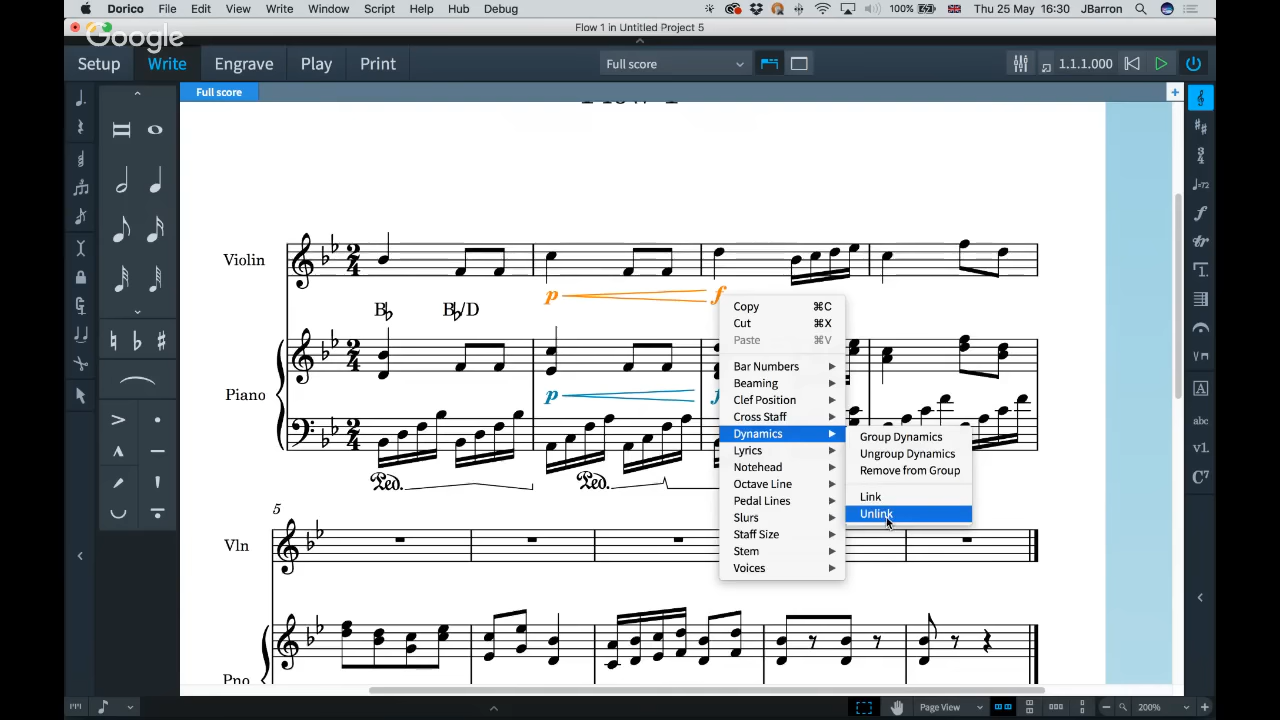 Dorico File Edit View Write Window Script Help Hub Debug 100% Thu 25 May 16:30 JBarron
Flow 1 in Untitled Project 5
Google
Setup Write Engrave Play Print Full score 1.1.1.000
Full score
Flow 1
Violin
p f
B♭ B♭/D
Piano
p f
Ped. Ped.
Copy ⌘C
Cut ⌘X
Paste ⌘V
Bar Numbers
Beaming
Clef Position
Cross Staff
Dynamics
Lyrics
Notehead
Octave Line
Pedal Lines
Slurs
Staff Size
Stem
Voices
Group Dynamics
Ungroup Dynamics
Remove from Group
Link
Unlink
5
Vln
Pno
Page View 200%